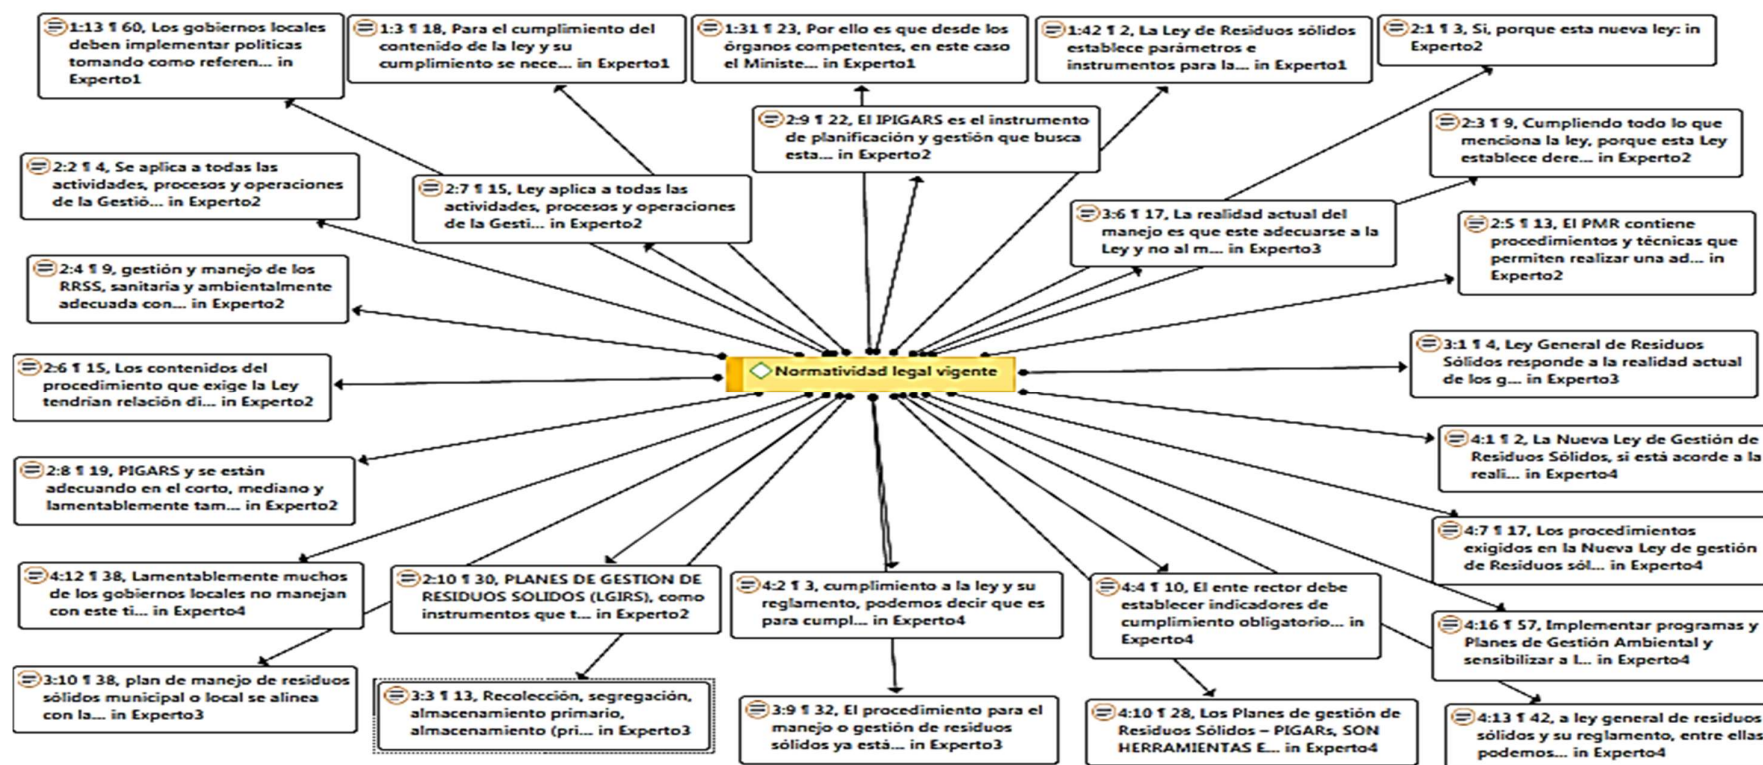 1:13 ¶ 60, Los gobiernos locales
deben implementar políticas
tomando como referen... in
Experto1
1:3 ¶ 18, Para el cumplimiento del
contenido de la ley y su
cumplimiento se nece... in Experto1
1:31 ¶ 23, Por ello es que desde los
órganos competentes, en este caso
el Ministe... in Experto1
1:42 ¶ 2, La Ley de Residuos sólidos
establece parámetros e
instrumentos para la... in Experto1
2:1 ¶ 3, Si, porque esta nueva ley: in
Experto2
2:9 ¶ 22, El IPIGARS es el instrumento
de planificación y gestión que busca
esta... in Experto2
2:3 ¶ 9, Cumpliendo todo lo que
menciona la ley, porque esta Ley
establece dere... in Experto2
2:2 ¶ 4, Se aplica a todas las
actividades, procesos y operaciones
de la Gestió... in Experto2
2:7 ¶ 15, Ley aplica a todas las
actividades, procesos y operaciones
de la Gesti... in Experto2
3:6 ¶ 17, La realidad actual del
manejo es que este adecuarse a la
Ley y no al m... in Experto3
2:5 ¶ 13, El PMR contiene
procedimientos y técnicas que
permiten realizar una ad... in
Experto2
2:4 ¶ 9, gestión y manejo de los
RRSS, sanitaria y ambientalmente
adecuada con... in Experto2
3:1 ¶ 4, Ley General de Residuos
Sólidos responde a la realidad actual
de los g... in Experto3
Normatividad legal vigente
2:6 ¶ 15, Los contenidos del
procedimiento que exige la Ley
tendrían relación di... in Experto2
4:1 ¶ 2, La Nueva Ley de Gestión de
Residuos Sólidos, si está acorde a la
reali... in Experto4
2:8 ¶ 19, PIGARS y se están
adecuando en el corto, mediano y
lamentablemente tam... in Experto2
4:7 ¶ 17, Los procedimientos
exigidos en la Nueva Ley de gestión
de Residuos sól... in Experto4
4:12 ¶ 38, Lamentablemente muchos
de los gobiernos locales no manejan
con este ti... in Experto4
2:10 ¶ 30, PLANES DE GESTION DE
RESIDUOS SOLIDOS (LGIRS), como
instrumentos que t... in Experto2
4:2 ¶ 3, cumplimiento a la ley y su
reglamento, podemos decir que es
para cumpl... in Experto4
4:4 ¶ 10, El ente rector debe
establecer indicadores de
cumplimiento obligatorio... in
Experto4
4:16 ¶ 57, Implementar programas y
Planes de Gestión Ambiental y
sensibilizar a l... in Experto4
3:10 ¶ 38, plan de manejo de residuos
sólidos municipal o local se alinea
con la... in Experto3
3:3 ¶ 13, Recolección, segregación,
almacenamiento primario,
almacenamiento (pri... in Experto3
3:9 ¶ 32, El procedimiento para el
manejo o gestión de residuos
sólidos ya está... in Experto3
4:10 ¶ 28, Los Planes de gestión de
Residuos Sólidos – PIGARs, SON
HERRAMIENTAS E... in Experto4
4:13 ¶ 42, a ley general de residuos
sólidos y su reglamento, entre ellas
podemos... in Experto4